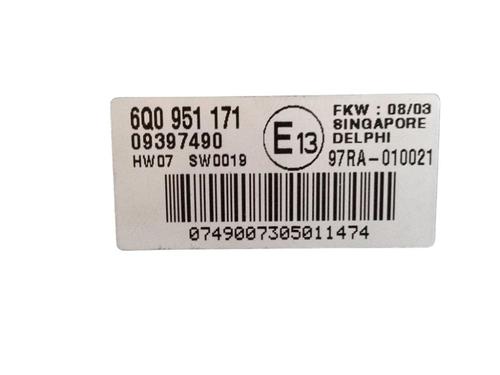 6Q0 951 171
09397490
HW07 SW0019
E13
FKW : 08/03
SINGAPORE
DELPHI
97RA-010021
0749007305011474